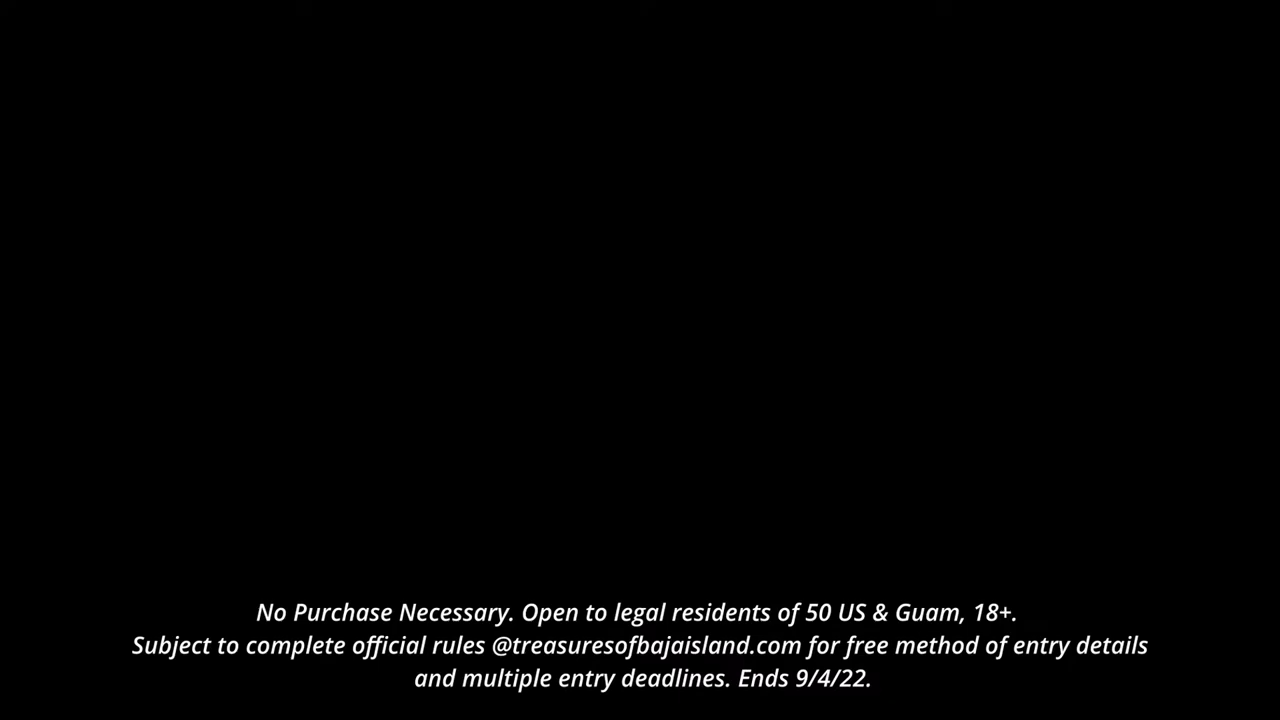 No Purchase Necessary. Open to legal residents of 50 US & Guam, 18+.
Subject to complete official rules @treasuresofbajaisland.com for free method of entry details
and multiple entry deadlines. Ends 9/4/22.